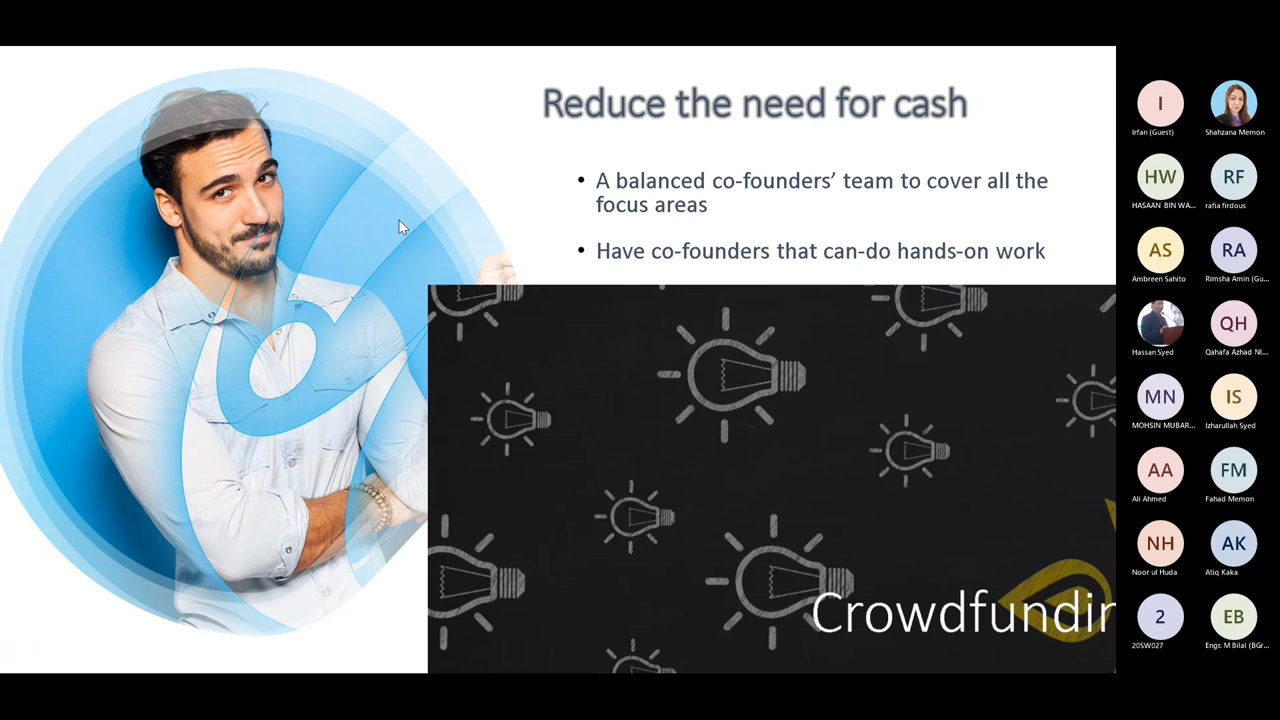 Reduce the need for cash
• A balanced co-founders’ team to cover all the
focus areas
• Have co-founders that can-do hands-on work
Crowdfundin
I
Irfan (Guest)
Shahzana Memon
HW
HASAAN BIN WA...
RF
rafia firdous
AS
Ambreen Sahito
RA
Rimsha Amin (Gu...
Hassan Syed
QH
Qahafa Azhad NI...
MN
MOHSIN MUBAR...
IS
Izharullah Syed
AA
Ali Ahmed
FM
Fahad Memon
NH
Noor ul Huda
AK
Atiq Kaka
2
20SW027
EB
Engr. M Bilal (BGr...